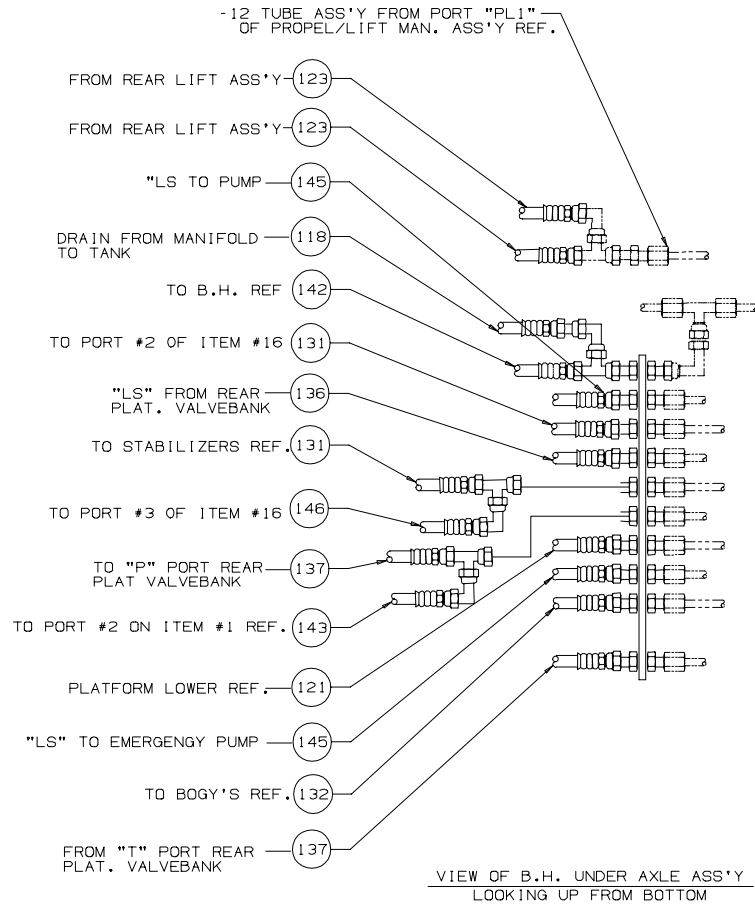 -12 TUBE ASS'Y FROM PORT "PL1"
OF PROPEL/LIFT MAN. ASS'Y REF.
FROM REAR LIFT ASS'Y 123
FROM REAR LIFT ASS'Y 123
"LS TO PUMP 145
DRAIN FROM MANIFOLD 118
TO TANK
TO B.H. REF 142
TO PORT #2 OF ITEM #16 131
"LS" FROM REAR 136
PLAT. VALVEBANK
TO STABILIZERS REF. 131
TO PORT #3 OF ITEM #16 146
TO "P" PORT REAR 137
PLAT VALVEBANK
TO PORT #2 ON ITEM #1 REF. 143
PLATFORM LOWER REF. 121
"LS" TO EMERGENGY PUMP 145
TO BOGY'S REF. 132
FROM "T" PORT REAR 137
PLAT. VALVEBANK
VIEW OF B.H. UNDER AXLE ASS'Y
LOOKING UP FROM BOTTOM